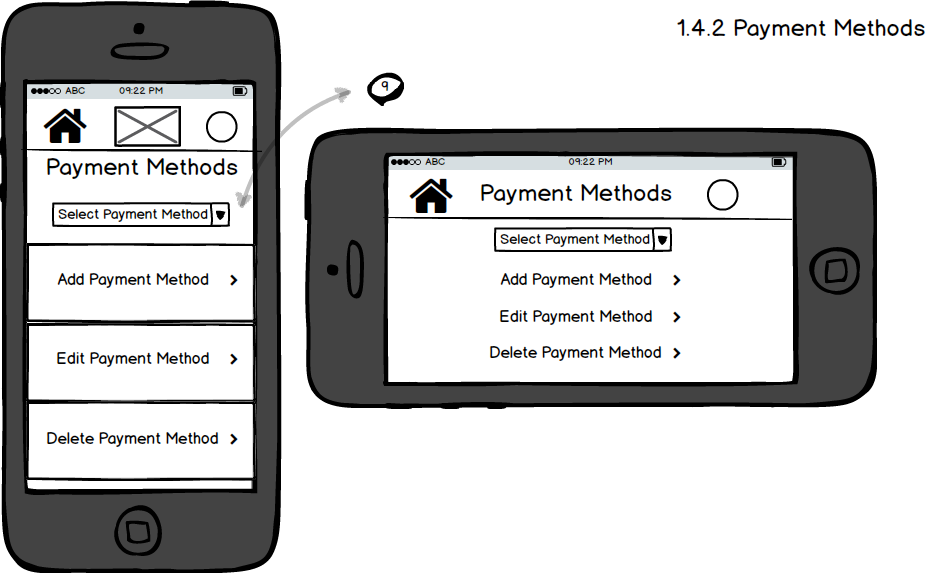 1.4.2 Payment Methods
ABC 09:22 PM
Payment Methods
Select Payment Method
Add Payment Method
Edit Payment Method
Delete Payment Method
9
ABC 09:22 PM
Payment Methods
Select Payment Method
Add Payment Method
Edit Payment Method
Delete Payment Method